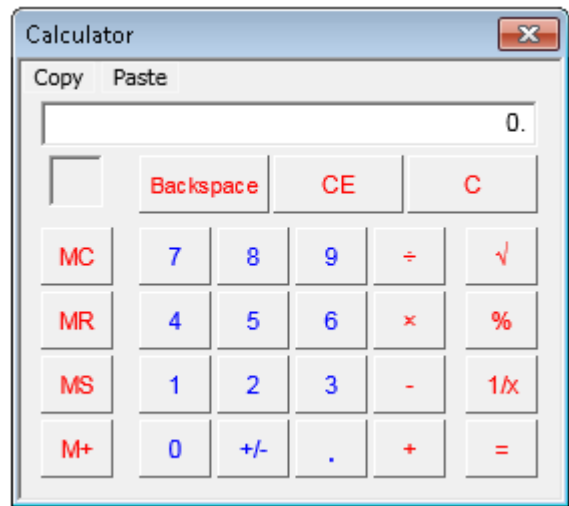 Calculator
Copy Paste
0.
Backspace CE C
MC 7 8 9 ÷ √
MR 4 5 6 × %
MS 1 2 3 - 1/x
M+ 0 +/- . + =